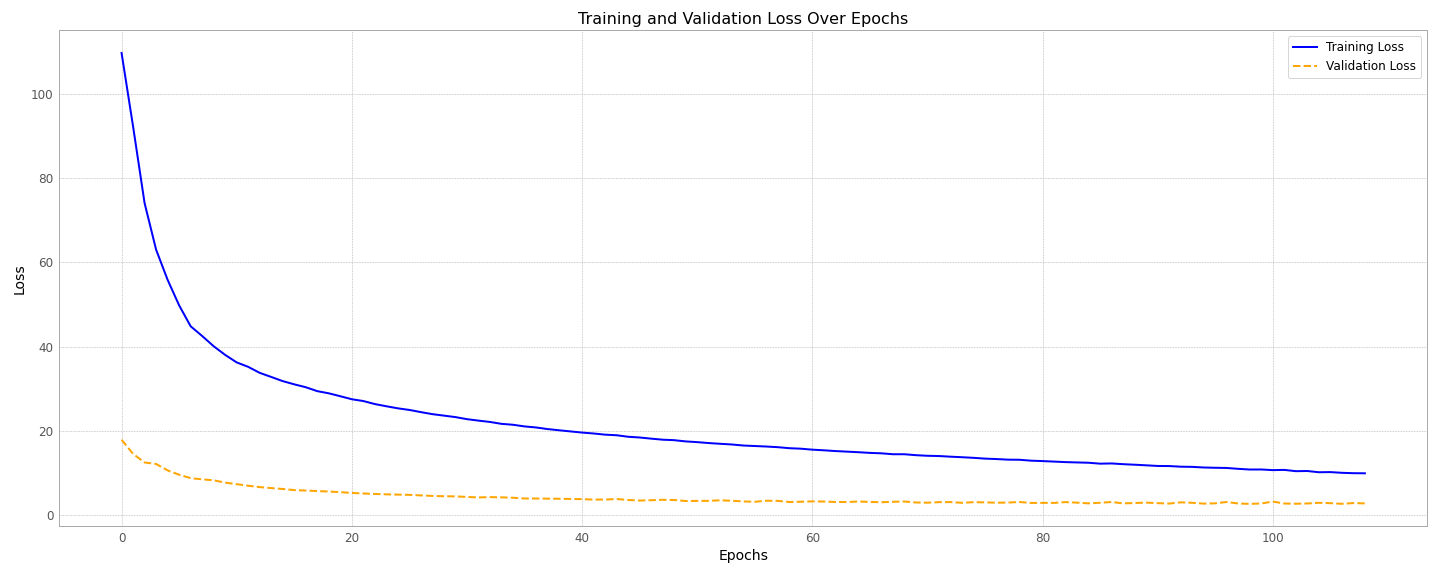 Training and Validation Loss Over Epochs
Training Loss
Validation Loss
Loss
100
80
60
40
20
0
0 20 40 60 80 100
Epochs